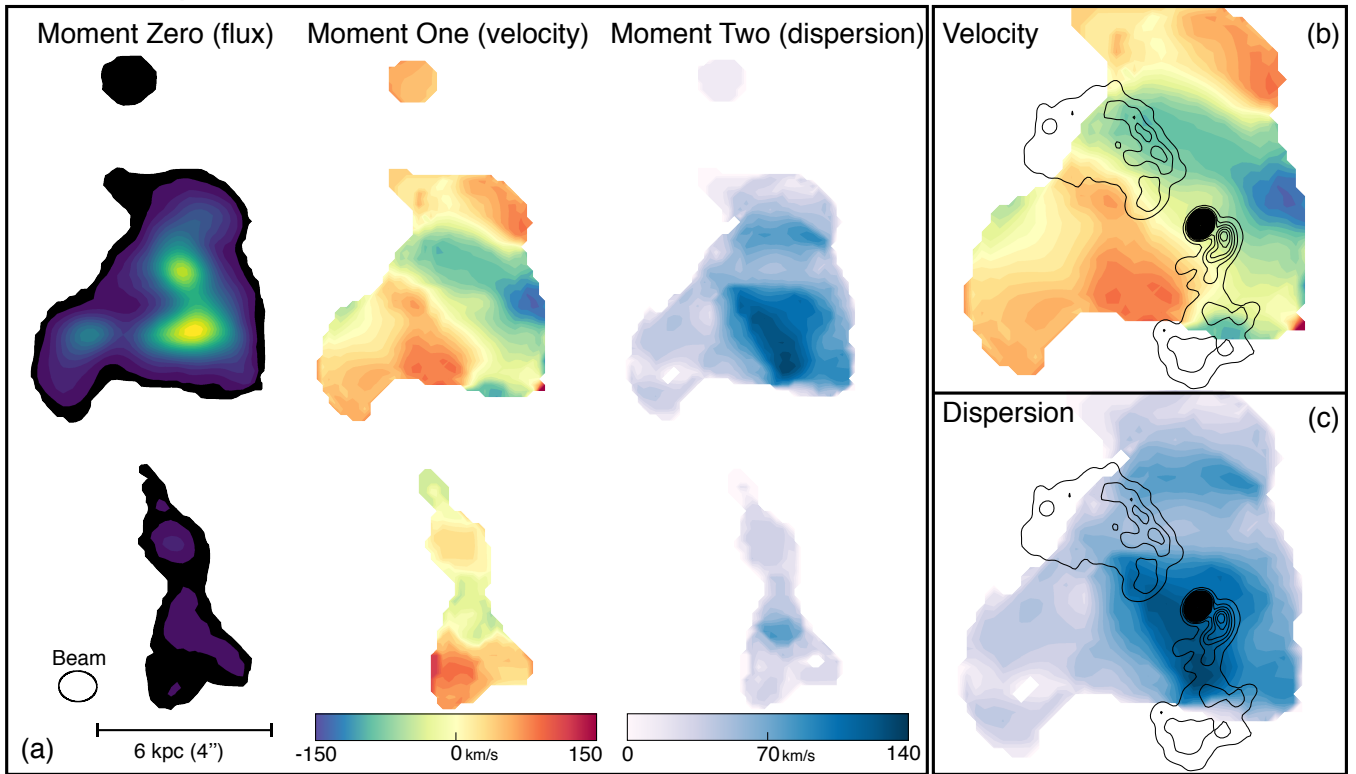 Moment Zero (flux)
Moment One (velocity)
Moment Two (dispersion)
Beam
6 kpc (4”)
(a)
-150
0 km/s
150
0
70 km/s
140
Velocity
(b)
Dispersion
(c)